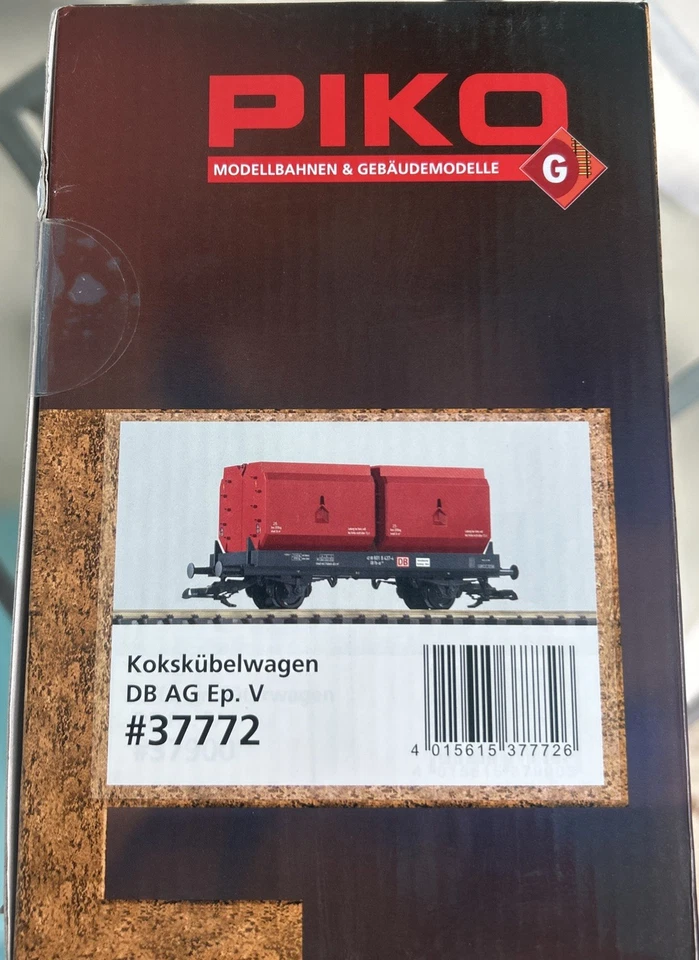 PIKO
MODELLBAHNEN & GEBÄUDEMODELLE
G
DB
Kokskübelwagen
DB AG Ep. V
#37772
4 015615 377726